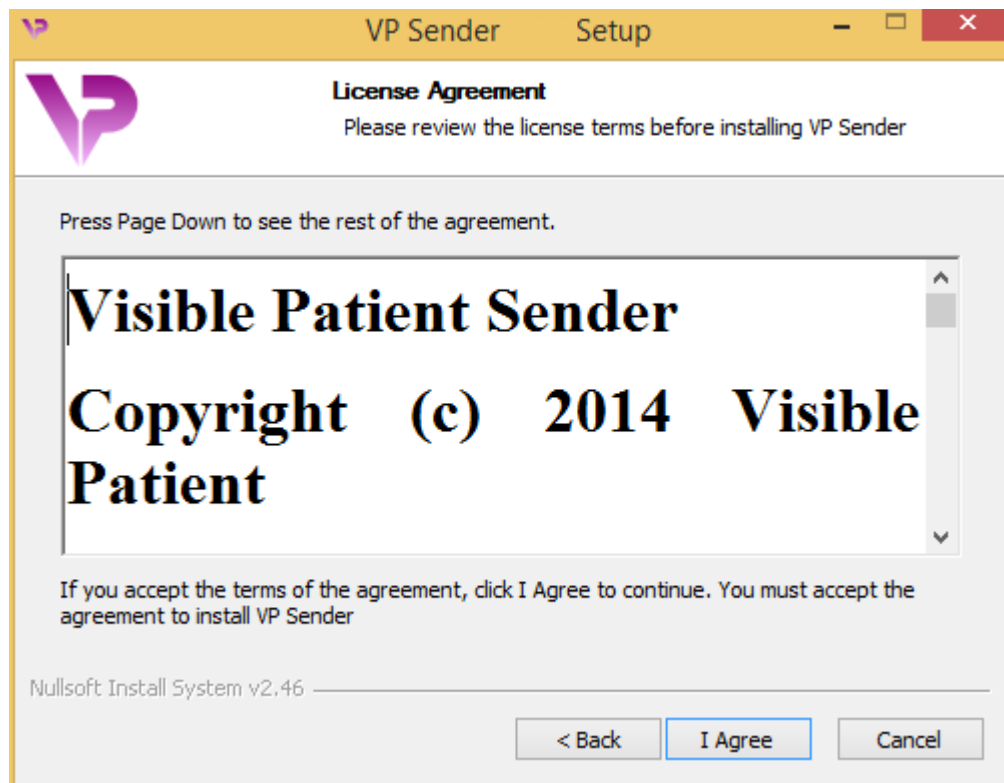 VP Sender Setup
License Agreement
Please review the license terms before installing VP Sender
Press Page Down to see the rest of the agreement.
Visible Patient Sender
Copyright (c) 2014 Visible
Patient
If you accept the terms of the agreement, click I Agree to continue. You must accept the
agreement to install VP Sender
Nullsoft Install System v2.46
< Back I Agree Cancel